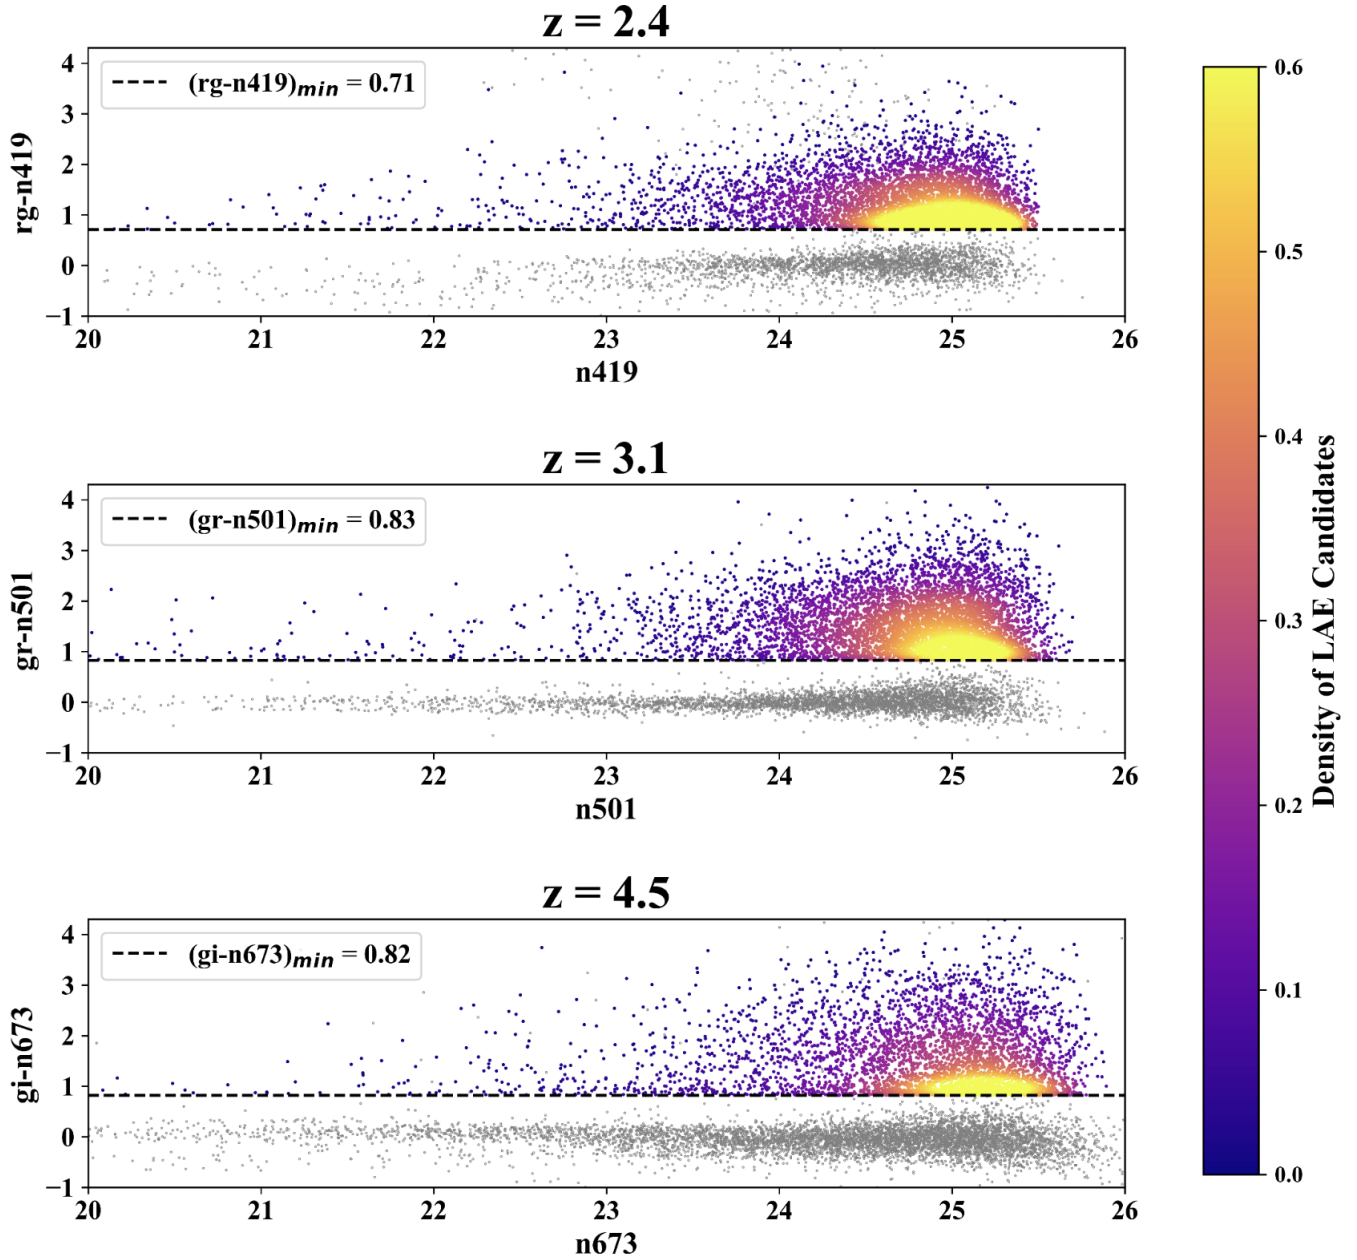 z = 2.4
4
3
2
1
0
−1
rg-n419
(rg-n419)min = 0.71
20 21 22 23 24 25 26
n419
z = 3.1
4
3
2
1
0
−1
gr-n501
(gr-n501)min = 0.83
20 21 22 23 24 25 26
n501
z = 4.5
4
3
2
1
0
−1
gi-n673
(gi-n673)min = 0.82
20 21 22 23 24 25 26
n673
0.6
0.5
0.4
0.3
0.2
0.1
0.0
Density of LAE Candidates